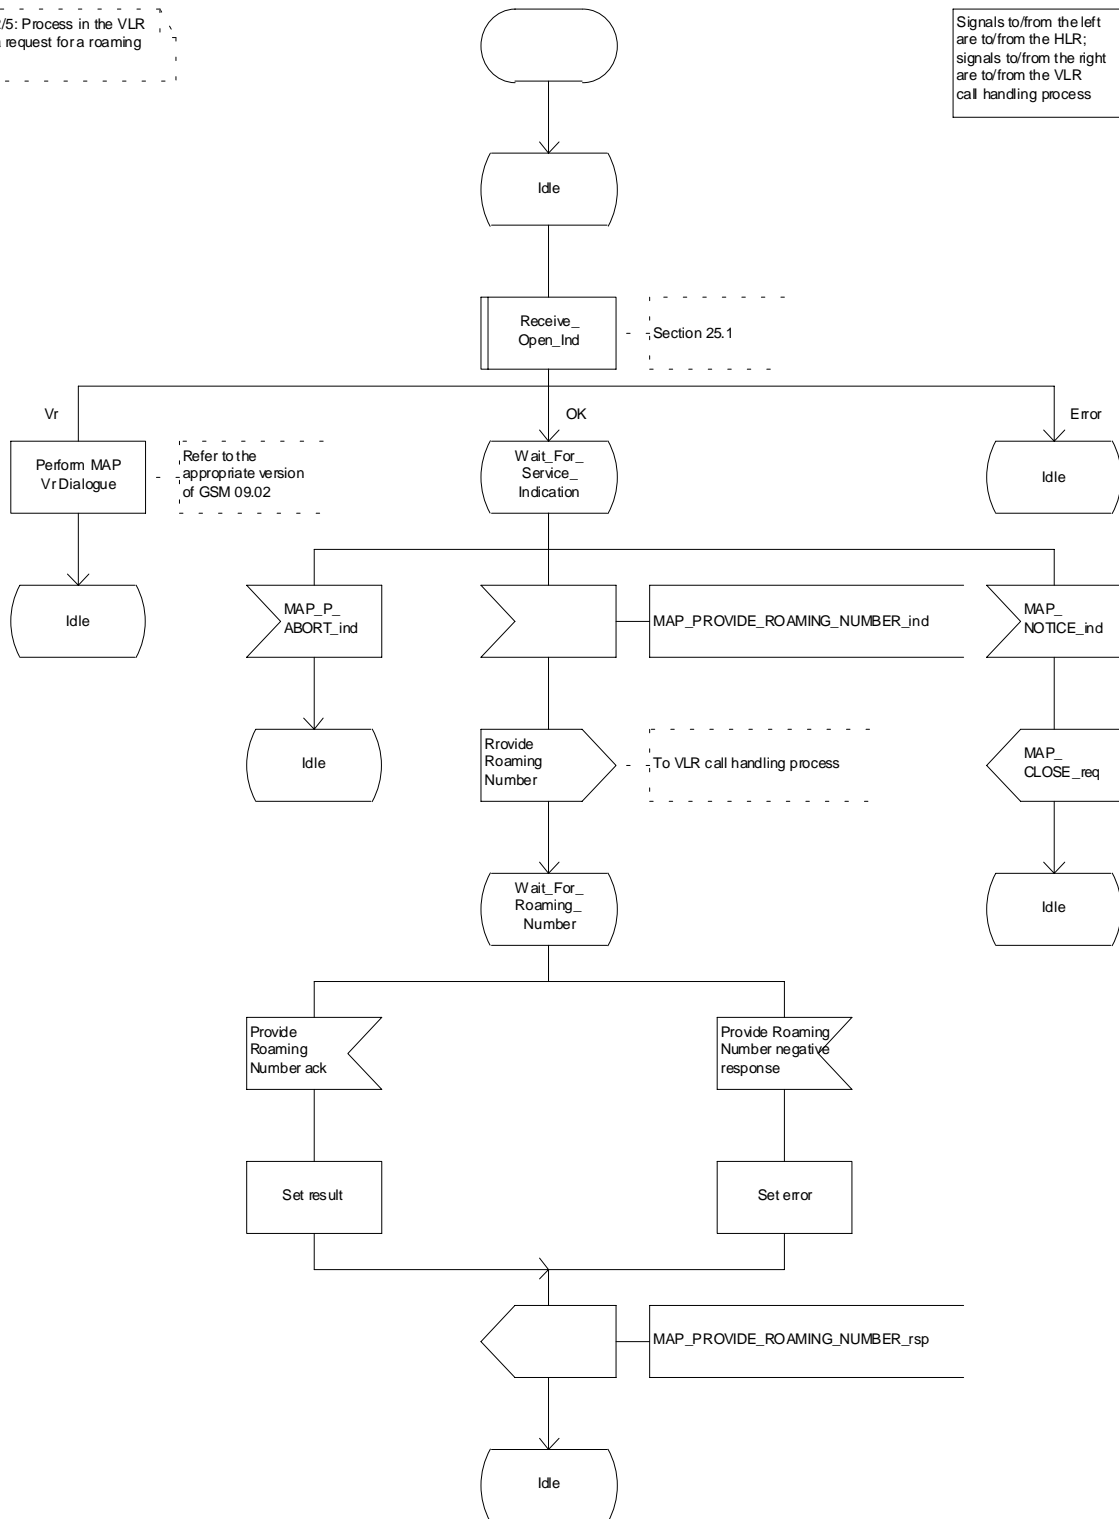 2/5: Process in the VLR
a request for a roaming
Signals to/from the left
are to/from the HLR;
signals to/from the right
are to/from the VLR
call handling process
Idle
Receive_
Open_Ind
Section 25.1
Vr
OK
Error
Perform MAP
Vr Dialogue
Refer to the
appropriate version
of GSM 09.02
Wait_For_
Service_
Indication
Idle
Idle
MAP_P_
ABORT_ind
MAP_PROVIDE_ROAMING_NUMBER_ind
MAP_
NOTICE_ind
Idle
Rrovide
Roaming
Number
To VLR call handling process
MAP_
CLOSE_req
Wait_For_
Roaming_
Number
Idle
Provide
Roaming
Number ack
Provide Roaming
Number negative
response
Set result
Set error
MAP_PROVIDE_ROAMING_NUMBER_rsp
Idle